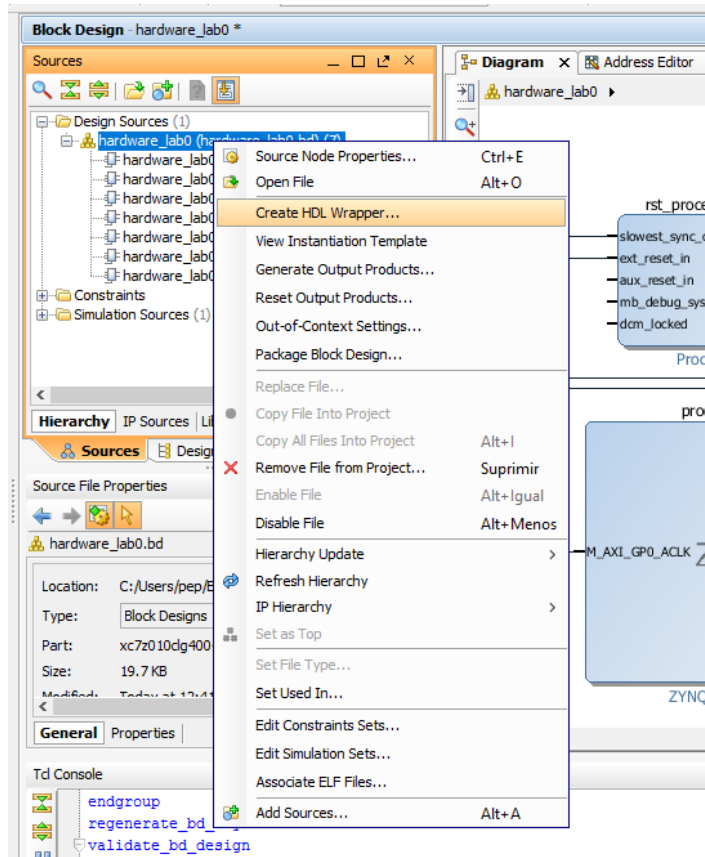 Block Design - hardware_lab0 *
Sources
Diagram
Address Editor
hardware_lab0
Design Sources (1)
hardware_lab0 (hardware_lab0.bd) (7)
hardware_lab0
hardware_lab0
hardware_lab0
hardware_lab0
hardware_lab0
hardware_lab0
hardware_lab0
Constraints
Simulation Sources (1)
Hierarchy
IP Sources
Sources
Source File Properties
hardware_lab0.bd
Location: C:/Users/pep/
Type: Block Designs
Part: xc7z010clg400-
Size: 19.7 KB
Modified: Today at 12:41
General
Properties
Tcl Console
endgroup
regenerate_bd_
validate_bd_design
Source Node Properties... Ctrl+E
Open File Alt+O
Create HDL Wrapper...
View Instantiation Template
Generate Output Products...
Reset Output Products...
Out-of-Context Settings...
Package Block Design...
Replace File...
Copy File Into Project
Copy All Files Into Project Alt+I
Remove File from Project... Suprimir
Enable File Alt+Igual
Disable File Alt+Menos
Hierarchy Update
Refresh Hierarchy
IP Hierarchy
Set as Top
Set File Type...
Set Used In...
Edit Constraints Sets...
Edit Simulation Sets...
Associate ELF Files...
Add Sources... Alt+A
rst_proce
slowest_sync_c
ext_reset_in
aux_reset_in
mb_debug_sys
dcm_locked
Proc
pro
M_AXI_GP0_ACLK
ZYNQ